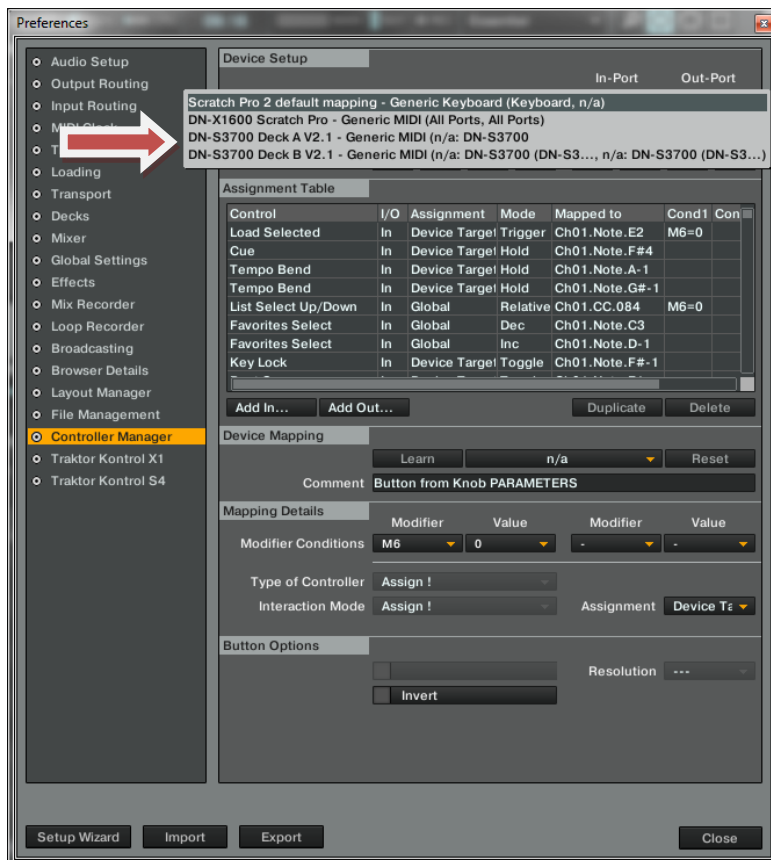 Preferences
Audio Setup
Output Routing
Input Routing
Loading
Transport
Decks
Mixer
Global Settings
Effects
Mix Recorder
Loop Recorder
Broadcasting
Browser Details
Layout Manager
File Management
Controller Manager
Traktor Kontrol X1
Traktor Kontrol S4
Device Setup
In-Port Out-Port
Scratch Pro 2 default mapping - Generic Keyboard (Keyboard, n/a)
DN-X1600 Scratch Pro - Generic MIDI (All Ports, All Ports)
DN-S3700 Deck A V2.1 - Generic MIDI (n/a: DN-S3700
DN-S3700 Deck B V2.1 - Generic MIDI (n/a: DN-S3700 (DN-S3..., n/a: DN-S3700 (DN-S3...)
Assignment Table
Control I/O Assignment Mode Mapped to Cond1 Con
Load Selected In Device Target Trigger Ch01.Note.E2 M6=0
Cue In Device Target Hold Ch01.Note.F#4
Tempo Bend In Device Target Hold Ch01.Note.A-1
Tempo Bend In Device Target Hold Ch01.Note.G#-1
List Select Up/Down In Global Relative Ch01.CC.084 M6=0
Favorites Select In Global Dec Ch01.Note.C3
Favorites Select In Global Inc Ch01.Note.D-1
Key Lock In Device Target Toggle Ch01.Note.F#-1
Add In... Add Out... Duplicate Delete
Device Mapping
Learn n/a Reset
Comment Button from Knob PARAMETERS
Mapping Details
Modifier Value Modifier Value
Modifier Conditions M6 0 - -
Type of Controller Assign !
Interaction Mode Assign ! Assignment Device Ta
Button Options
Resolution ---
Invert
Setup Wizard Import Export Close